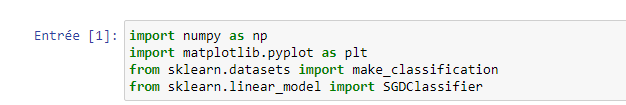 Entrée [1]: import numpy as np
import matplotlib.pyplot as plt
from sklearn.datasets import make_classification
from sklearn.linear_model import SGDClassifier